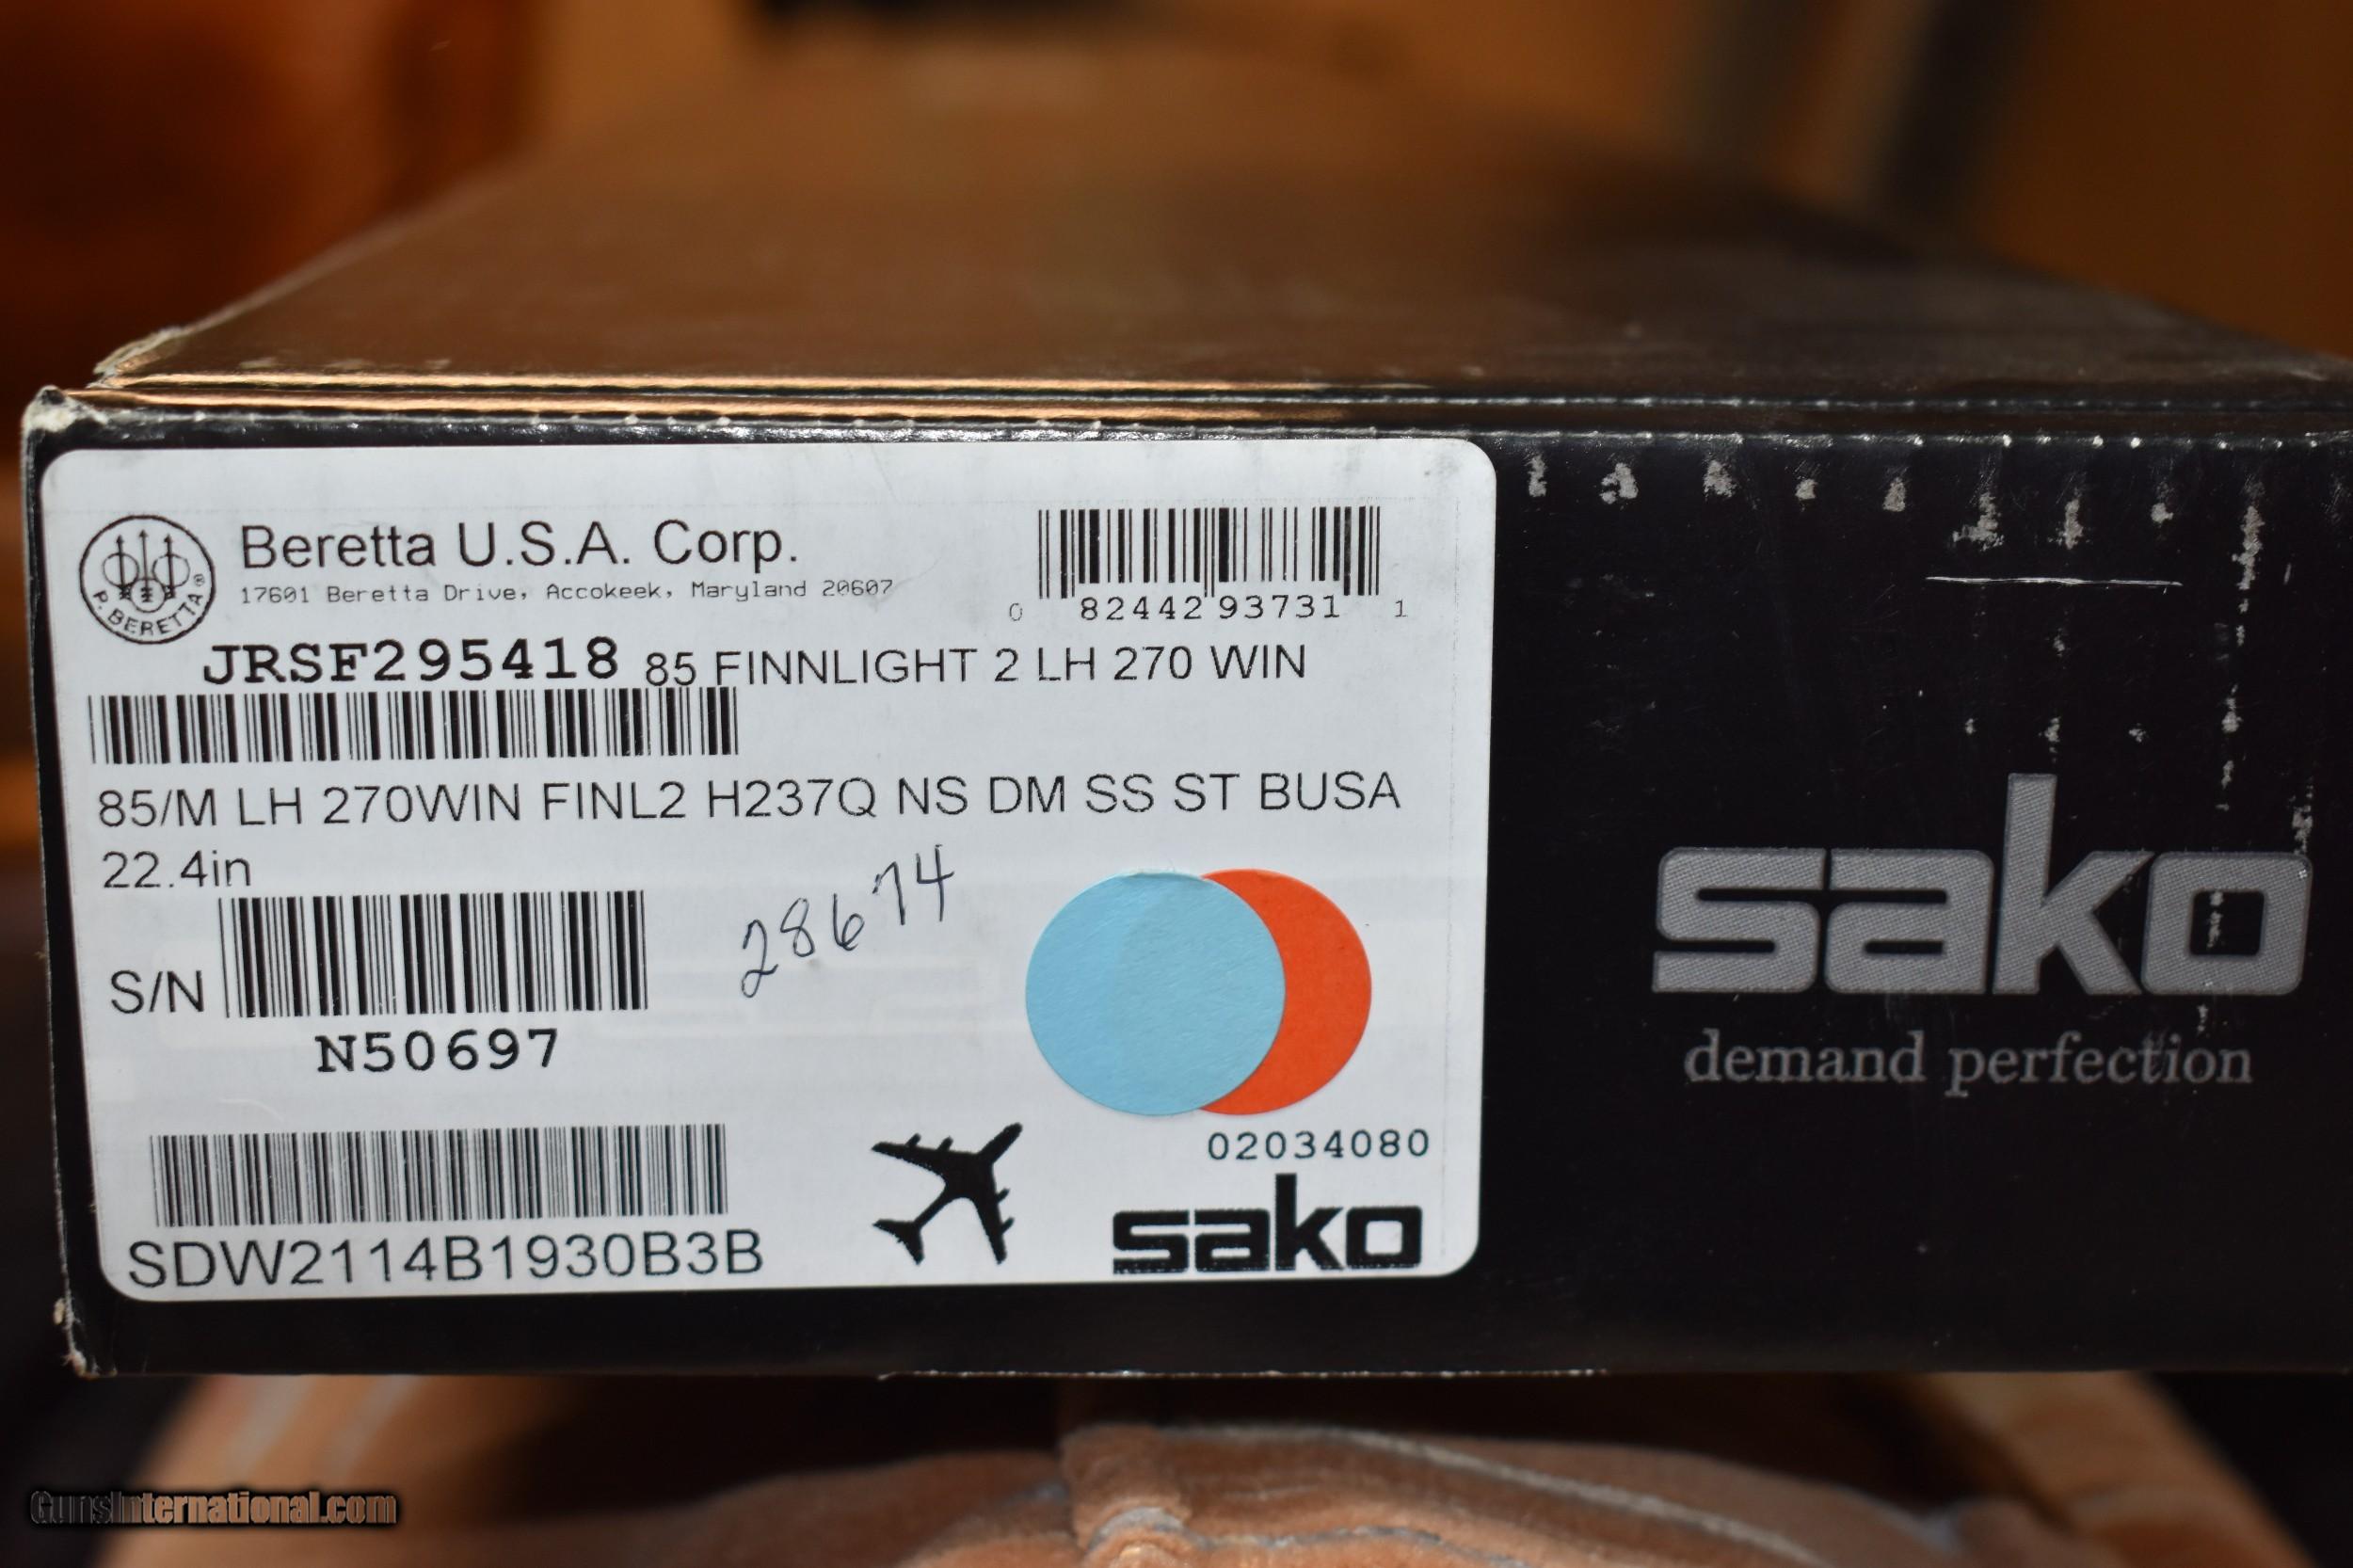 Beretta U.S.A. Corp.
17601 Beretta Drive, Accokeek, Maryland 20607
P. BERETTA®
0 82442 93731 1
JRSF295418 85 FINNLIGHT 2 LH 270 WIN
85/M LH 270WIN FINL2 H237Q NS DM SS ST BUSA
22.4in
28674
S/N
N50697
02034080
SDW2114B1930B3B
sako
sako
demand perfection
GunsInternational.com